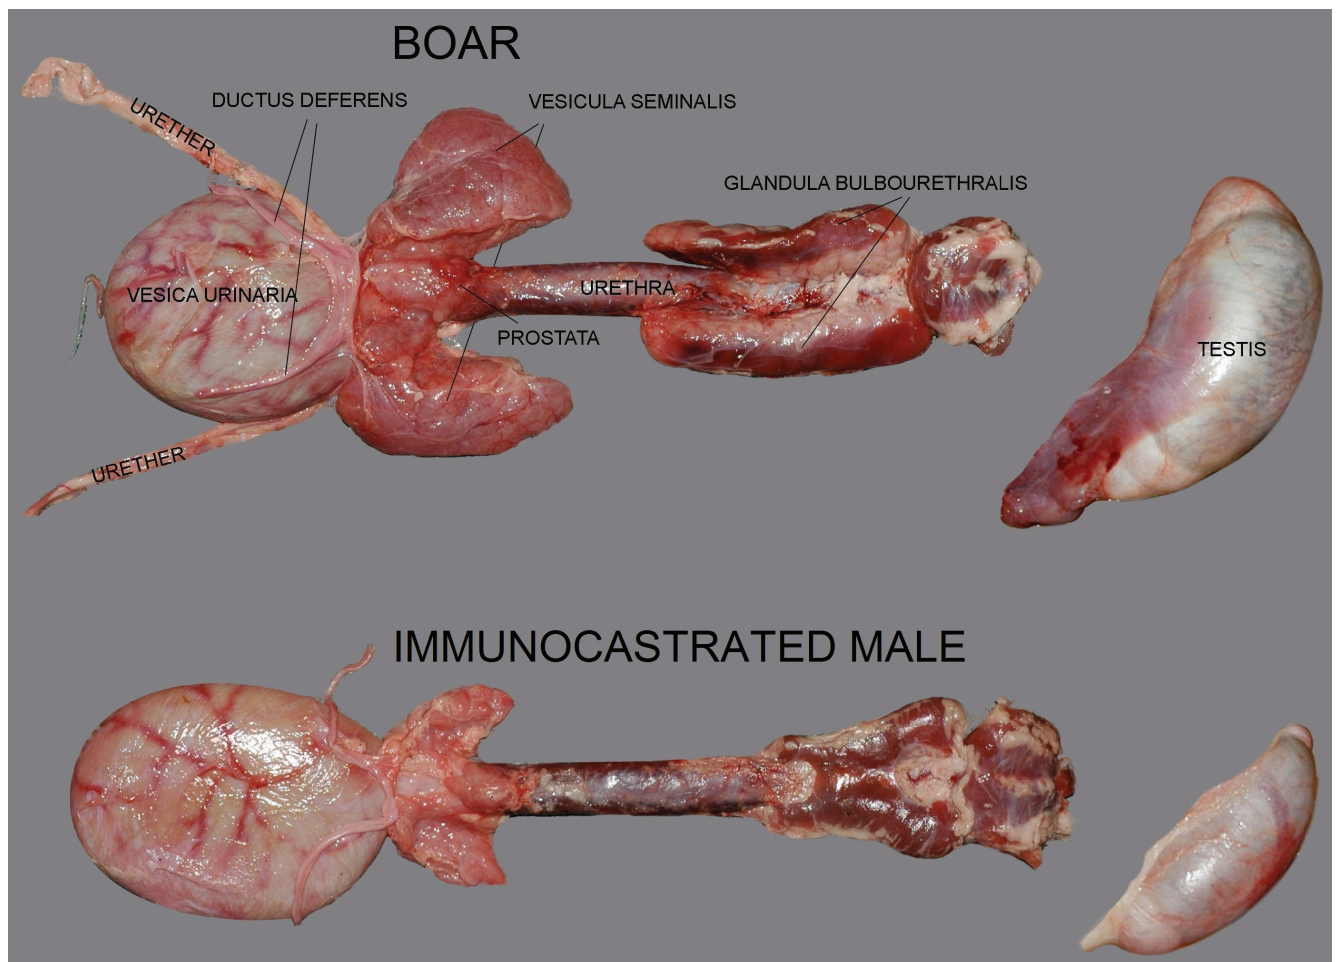 BOAR
DUCTUS DEFERENS
VESICULA SEMINALIS
URETHER
GLANDULA BULBOURETHRALIS
VESICA URINARIA
URETHRA
PROSTATA
TESTIS
URETHER
IMMUNOCASTRATED MALE